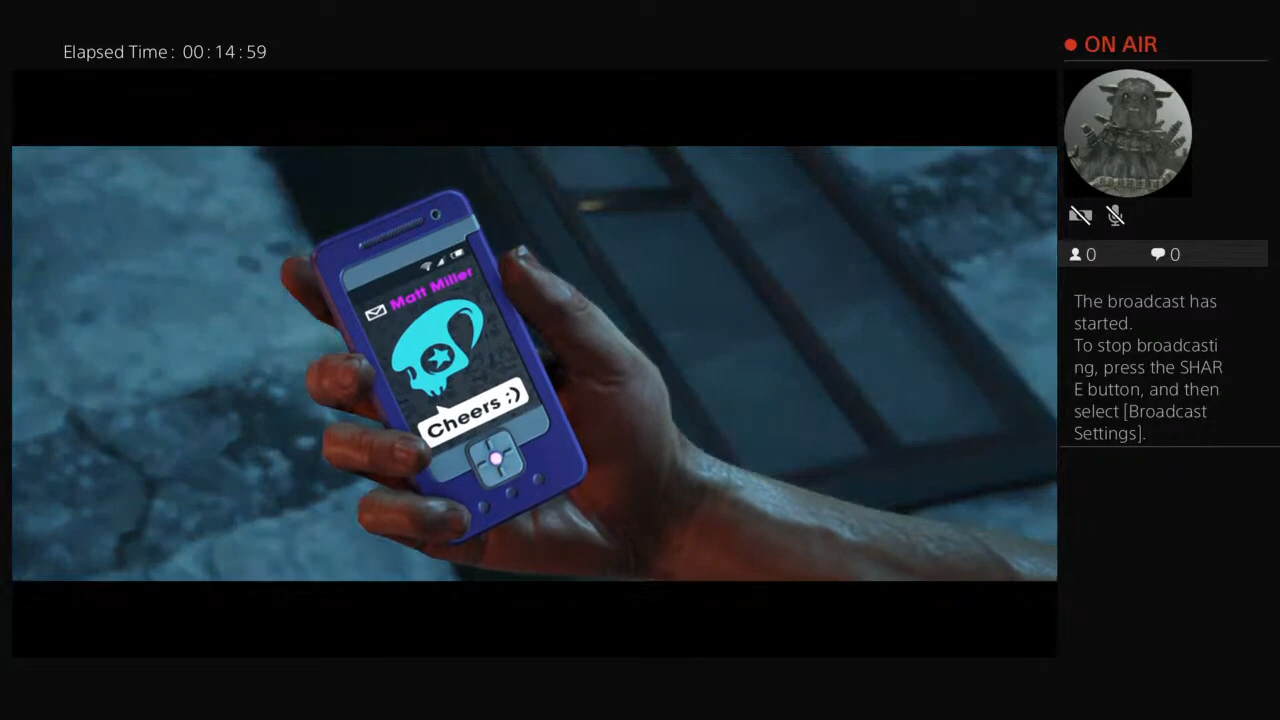 Elapsed Time: 00:14:59
ON AIR
0 0
Matt Miller
Cheers ;)
The broadcast has
started.
To stop broadcasti
ng, press the SHAR
E button, and then
select [Broadcast
Settings].